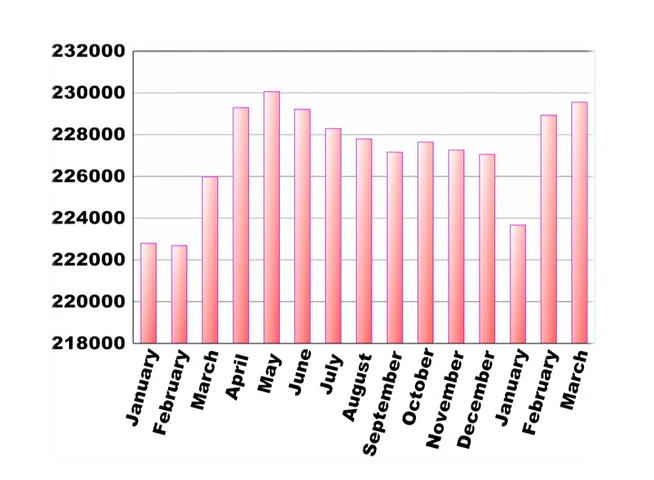 232000
230000
228000
226000
224000
222000
220000
218000
January
February
March
April
May
June
July
August
September
October
November
December
January
February
March